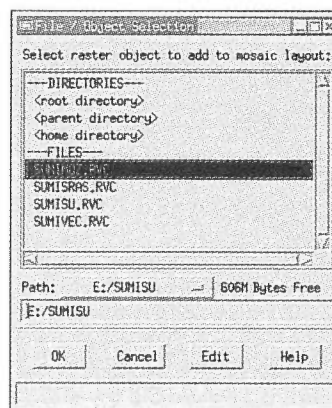 File / Object Selection
Select raster object to add to mosaic layout:
---DIRECTORIES---
<root directory>
<parent directory>
<home directory>
---FILES---
SUMISRAS.RVC
SUMISU.RVC
SUMIVEC.RVC
Path: E:/SUMISU 606M Bytes Free
E:/SUMISU
OK Cancel Edit Help